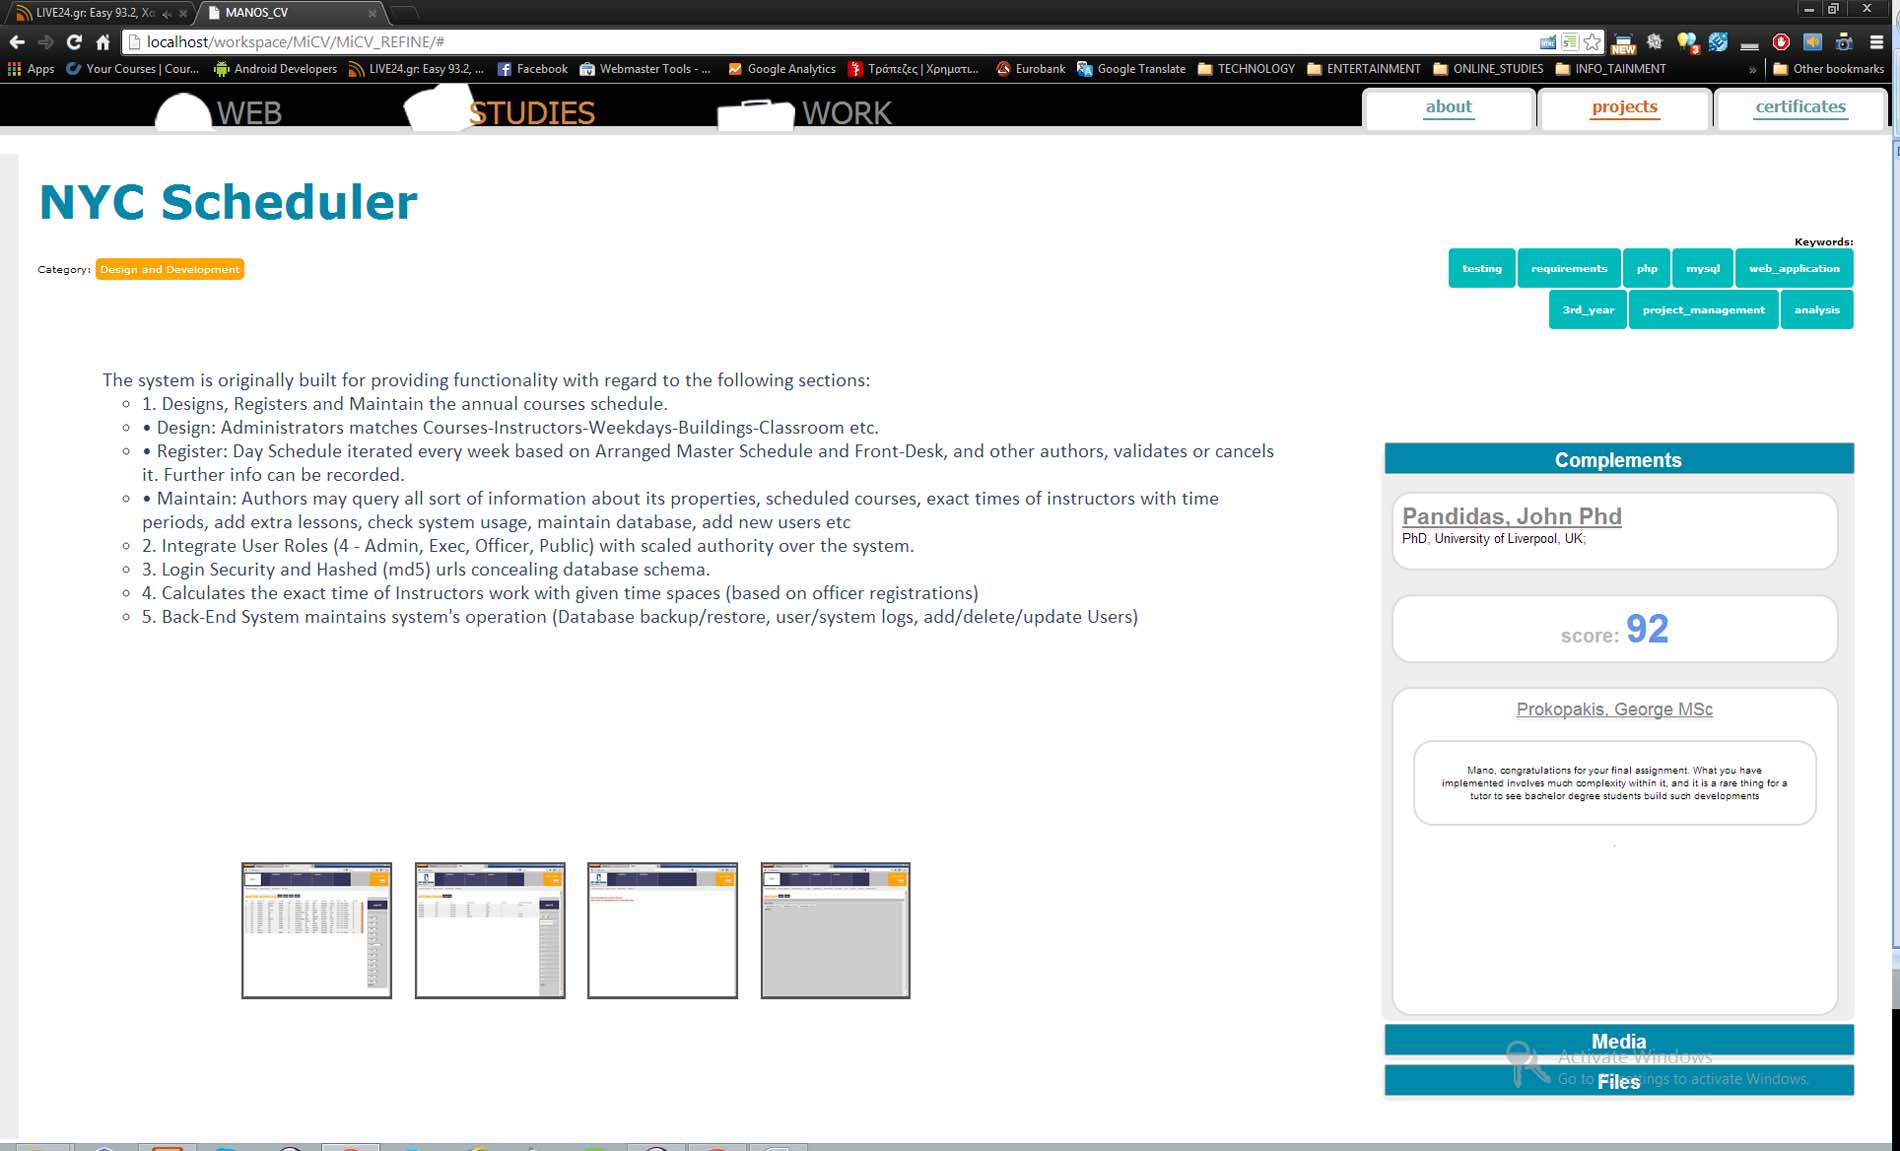 LIVE24.gr: Easy 93.2, Χα
MANOS_CV
localhost/workspace/MiCV/MiCV_REFINE/#
NEW
3
Apps
Your Courses | Cour...
Android Developers
LIVE24.gr: Easy 93.2, ...
Facebook
Webmaster Tools - ...
Google Analytics
Τράπεζες | Χρηματι...
Eurobank
Google Translate
TECHNOLOGY
ENTERTAINMENT
ONLINE_STUDIES
INFO_TAINMENT
»
Other bookmarks
WEB
STUDIES
WORK
about
projects
certificates
NYC Scheduler
Category: Design and Development
Keywords:
testing requirements php mysql web_application
3rd_year project_management analysis
The system is originally built for providing functionality with regard to the following sections:
1. Designs, Registers and Maintain the annual courses schedule.
• Design: Administrators matches Courses-Instructors-Weekdays-Buildings-Classroom etc.
• Register: Day Schedule iterated every week based on Arranged Master Schedule and Front-Desk, and other authors, validates or cancels
it. Further info can be recorded.
• Maintain: Authors may query all sort of information about its properties, scheduled courses, exact times of instructors with time
periods, add extra lessons, check system usage, maintain database, add new users etc
2. Integrate User Roles (4 - Admin, Exec, Officer, Public) with scaled authority over the system.
3. Login Security and Hashed (md5) urls concealing database schema.
4. Calculates the exact time of Instructors work with given time spaces (based on officer registrations)
5. Back-End System maintains system's operation (Database backup/restore, user/system logs, add/delete/update Users)
Complements
Pandidas, John Phd
PhD, University of Liverpool, UK;
score: 92
Prokopakis, George MSc
Mano, congratulations for your final assignment. What you have
implemented involves much complexity within it, and it is a rare thing for a
tutor to see bachelor degree students build such developments
.
Media
Activate Windows
Go to settings to activate Windows.
Files